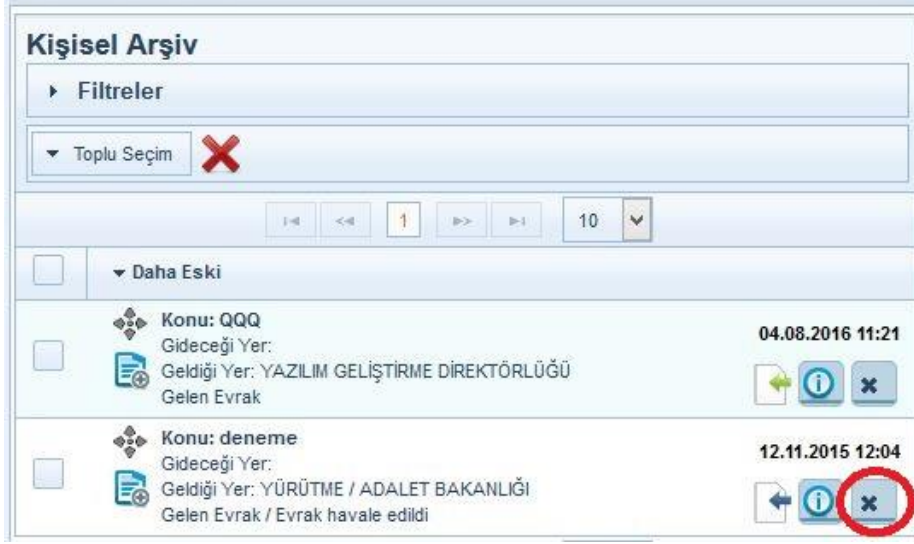 Kişisel Arşiv
Filtreler
Toplu Seçim
1
10
Daha Eski
Konu: QQQ
04.08.2016 11:21
Gideceği Yer:
Geldiği Yer: YAZILIM GELİŞTİRME DİREKTÖRLÜĞÜ
Gelen Evrak
Konu: deneme
12.11.2015 12:04
Gideceği Yer:
Geldiği Yer: YÜRÜTME / ADALET BAKANLIĞI
Gelen Evrak / Evrak havale edildi